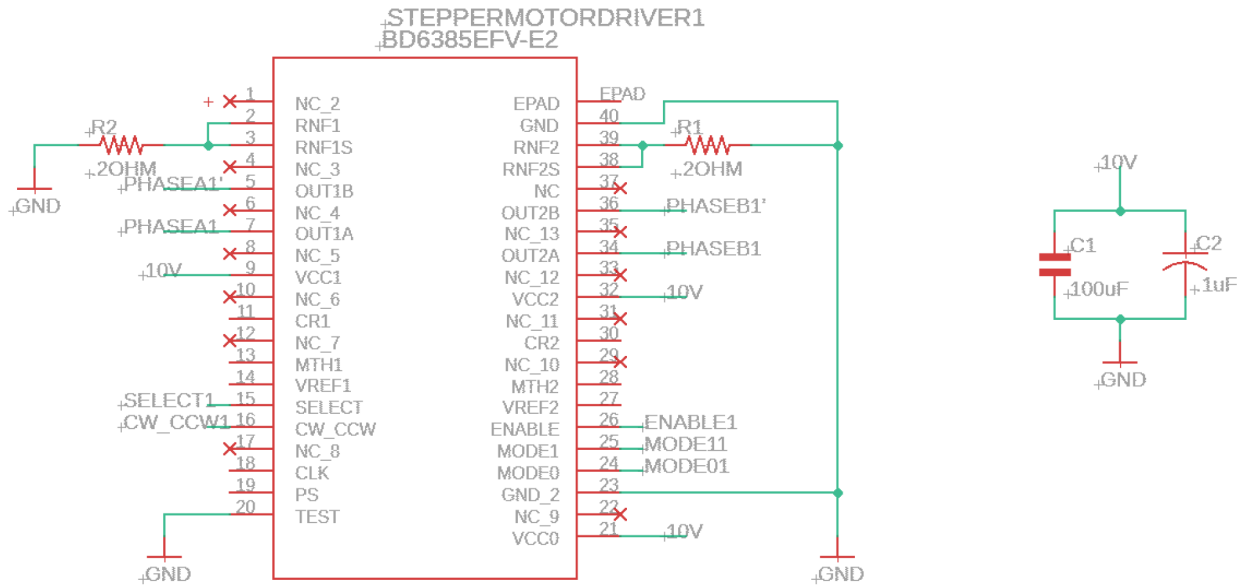 STEPPERMOTORDRIVER1
BD6385EFV-E2
1 NC_2
2 RNF1
3 RNF1S
4 NC_3
5 OUT1B
6 NC_4
7 OUT1A
8 NC_5
9 VCC1
10 NC_6
11 CR1
12 NC_7
13 MTH1
14 VREF1
15 SELECT
16 CW_CCW
17 NC_8
18 CLK
19 PS
20 TEST
R2
2OHM
GND
PHASEA1'
PHASEA1
10V
SELECT1
CW_CCW1
GND
EPAD EPAD
GND 40
RNF2 39
RNF2S 38
NC 37
OUT2B 36
NC_13 35
OUT2A 34
NC_12 33
VCC2 32
NC_11 31
CR2 30
NC_10 29
MTH2 28
VREF2 27
ENABLE 26
MODE1 25
MODE0 24
GND_2 23
NC_9 22
VCC0 21
R1
2OHM
PHASEB1'
PHASEB1
10V
ENABLE1
MODE11
MODE01
10V
GND
10V
C1
100uF
C2
1uF
GND